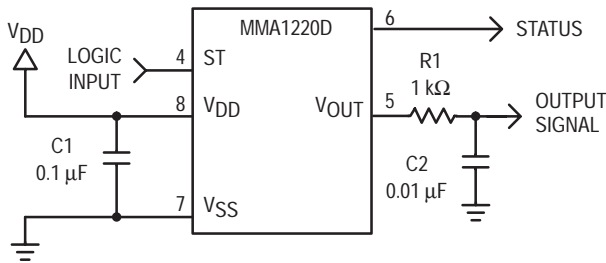 MMA1220D
6
STATUS
VDD
LOGIC
INPUT
4
ST
R1
1 kΩ
8
VDD
VOUT
5
OUTPUT
SIGNAL
C1
0.1 µF
C2
0.01 µF
7
VSS